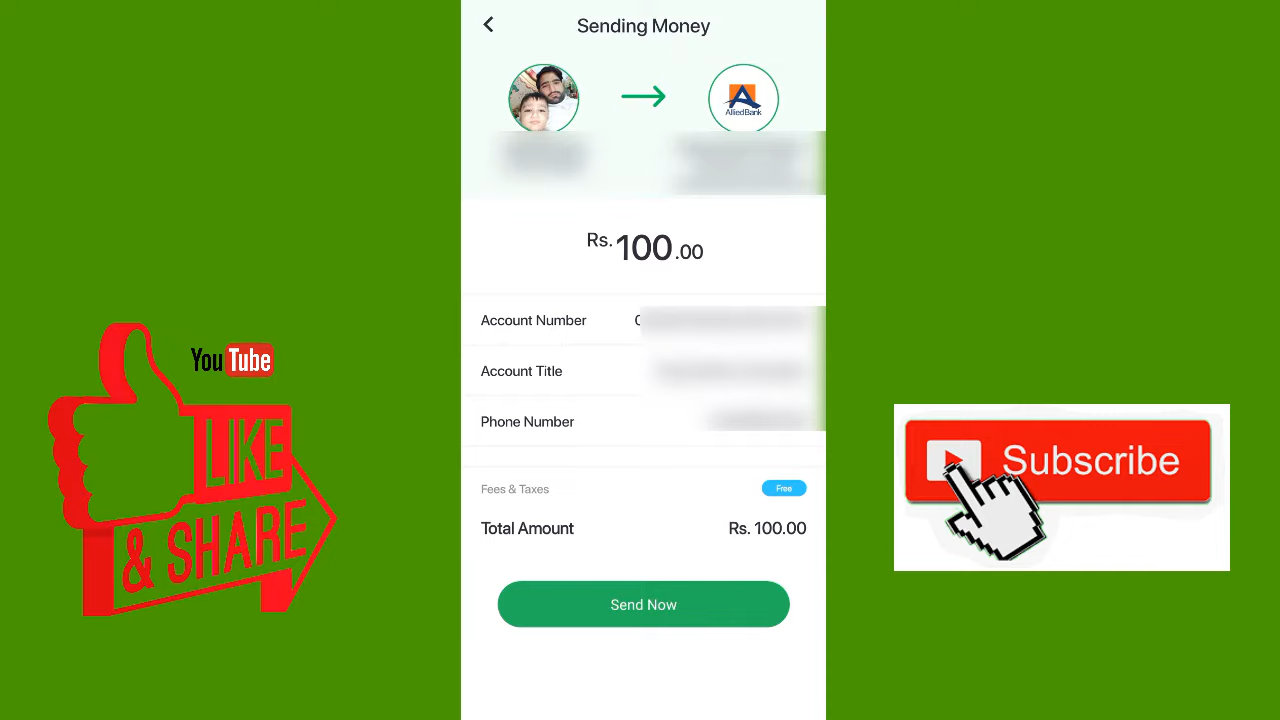 Sending Money
AlliedBank
Rs. 100.00
Account Number
Account Title
Phone Number
Fees & Taxes Free
Total Amount Rs. 100.00
Send Now
YouTube
LIKE
& SHARE
Subscribe